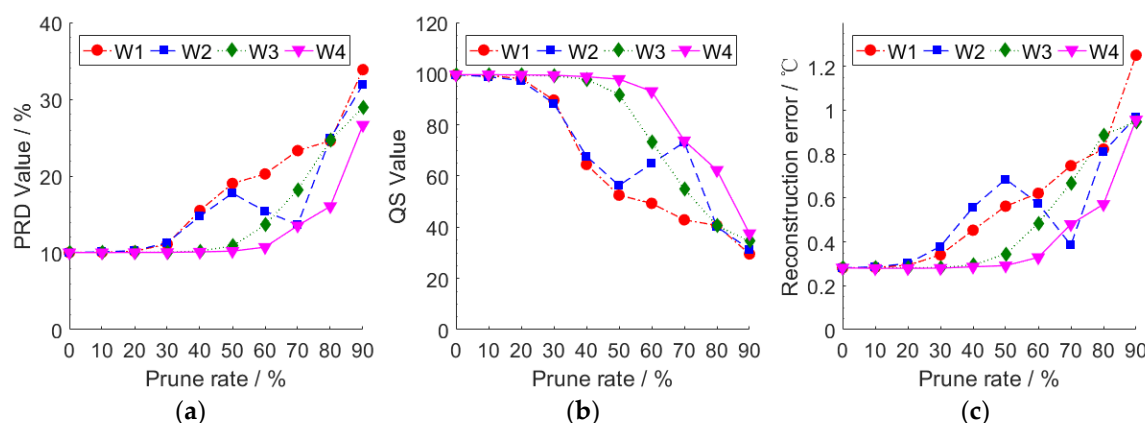 W1 W2 W3 W4
PRD Value / %
40
30
20
10
0
0 10 20 30 40 50 60 70 80 90
Prune rate / %
(a)
W1 W2 W3 W4
QS Value
120
100
80
60
40
20
0
0 10 20 30 40 50 60 70 80 90
Prune rate / %
(b)
W1 W2 W3 W4
Reconstruction error / ℃
1.2
1
0.8
0.6
0.4
0.2
0
0 10 20 30 40 50 60 70 80 90
Prune rate / %
(c)